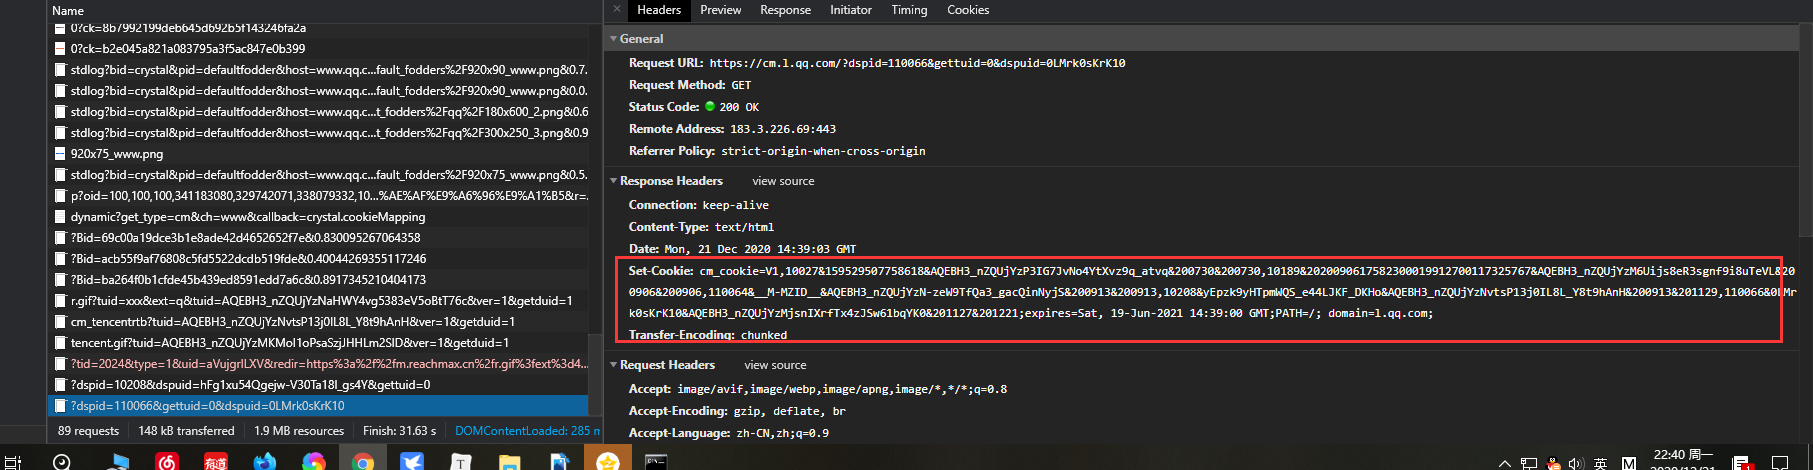 Name
0?ck=8b7992199deb645d692b5f143246fa2a
0?ck=b2e045a821a083795a3f5ac847e0b399
stdlog?bid=crystal&pid=defaultfodder&host=www.qq.c...fault_fodders%2F920x90_www.png&0.7.
stdlog?bid=crystal&pid=defaultfodder&host=www.qq.c...fault_fodders%2F920x90_www.png&0.0.
stdlog?bid=crystal&pid=defaultfodder&host=www.qq.c...t_fodders%2Fqq%2F180x600_2.png&0.6
stdlog?bid=crystal&pid=defaultfodder&host=www.qq.c...t_fodders%2Fqq%2F300x250_3.png&0.9
920x75_www.png
stdlog?bid=crystal&pid=defaultfodder&host=www.qq.c...fault_fodders%2F920x75_www.png&0.5.
p?oid=100,100,100,341183080,329742071,338079332,10...%AE%AF%E9%A6%96%E9%A1%B5&r=.
dynamic?get_type=cm&ch=www&callback=crystal.cookieMapping
?Bid=69c00a19dce3b1e8ade42d4652652f7e&0.830095267064358
?Bid=acb55f9af76808c5fd5522dcdb519fde&0.40044269355117246
?Bid=ba264f0b1cfde45b439ed8591edd7a6c&0.8917345210404173
r.gif?tuid=xxx&ext=q&tuid=AQEBH3_nZQUjYzNaHWY4vg5383eV5oBtT76c&ver=1&getduid=1
cm_tencentrtb?tuid=AQEBH3_nZQUjYzNvtsP13j0IL8L_Y8t9hAnH&ver=1&getduid=1
tencent.gif?tuid=AQEBH3_nZQUjYzMKMoI1oPsaSzjJHHLm2SlD&ver=1&getduid=1
?tid=2024&type=1&uid=aVujgrlLXV&redir=https%3a%2f%2fm.reachmax.cn%2fr.gif%3fext%3d4...
?dspid=10208&dspuid=hFg1xu54Qgejw-V30Ta18I_gs4Y&gettuid=0
?dspid=110066&gettuid=0&dspuid=0LMrk0sKrK10
89 requests 148 kB transferred 1.9 MB resources Finish: 31.63 s DOMContentLoaded: 285 m
Headers Preview Response Initiator Timing Cookies
General
Request URL: https://cm.l.qq.com/?dspid=110066&gettuid=0&dspuid=0LMrk0sKrK10
Request Method: GET
Status Code: 200 OK
Remote Address: 183.3.226.69:443
Referrer Policy: strict-origin-when-cross-origin
Response Headers view source
Connection: keep-alive
Content-Type: text/html
Date: Mon, 21 Dec 2020 14:39:03 GMT
Set-Cookie: cm_cookie=V1,10027&159529507758618&AQEBH3_nZQUjYzP3IG7JvNo4YtXvz9q_atvq&200730&200730,10189&2020090617582300019912700117325767&AQEBH3_nZQUjYzM6Uijs8eR3sgnf9i8uTeVL&20
0906&200906,110064&__M-MZID__&AQEBH3_nZQUjYzN-zeW9TfQa3_gacQinNyjS&200913&200913,10208&yEpzk9yHTpmWQS_e44LJKF_DKHo&AQEBH3_nZQUjYzNvtsP13j0IL8L_Y8t9hAnH&200913&201129,110066&0LMr
k0sKrK10&AQEBH3_nZQUjYzMjsnIXrfTx4zJSw61bqYK0&201127&201221;expires=Sat, 19-Jun-2021 14:39:00 GMT;PATH=/; domain=l.qq.com;
Transfer-Encoding: chunked
Request Headers view source
Accept: image/avif,image/webp,image/apng,image/*,*/*;q=0.8
Accept-Encoding: gzip, deflate, br
Accept-Language: zh-CN,zh;q=0.9
有道
T
英
M
22:40 周一